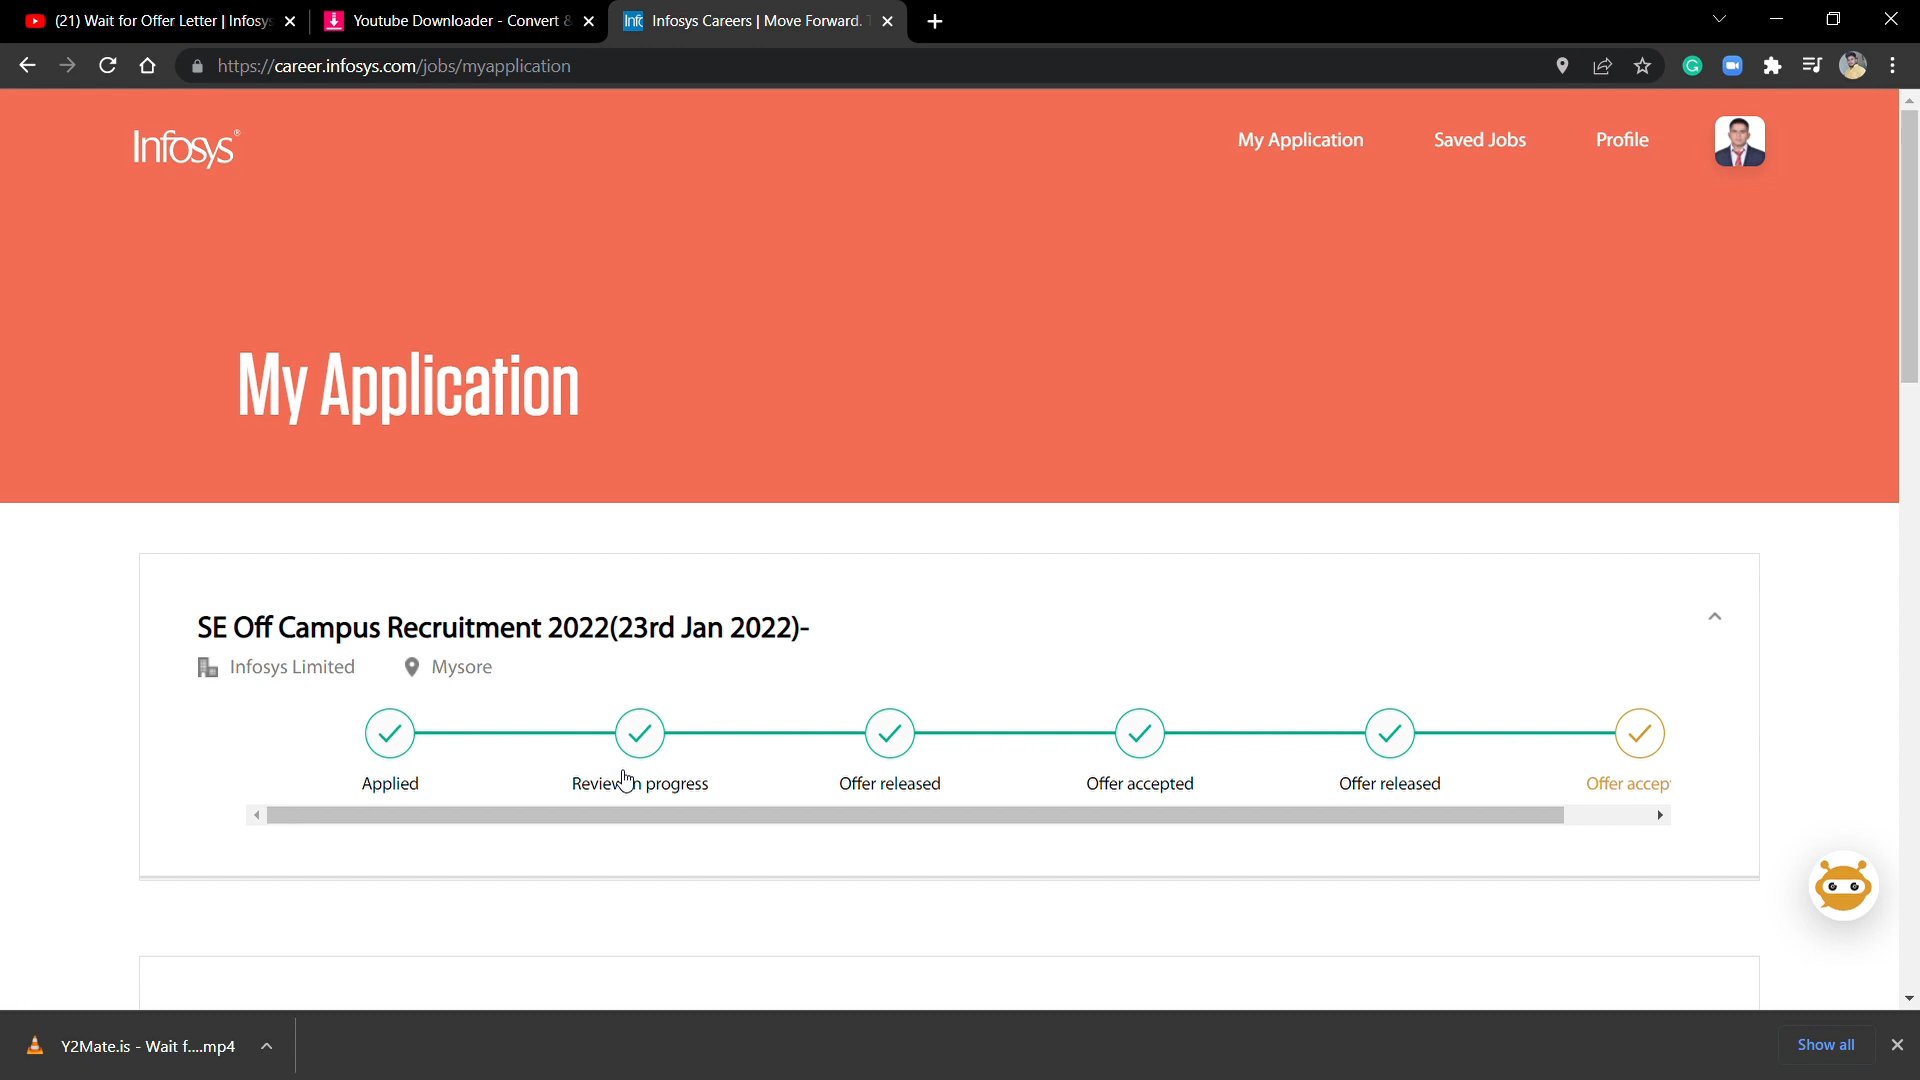 (21) Wait for Offer Letter | Infosys
Youtube Downloader - Convert &
Infosys Careers | Move Forward.
https://career.infosys.com/jobs/myapplication
Infosys®
My Application
Saved Jobs
Profile
My Application
SE Off Campus Recruitment 2022(23rd Jan 2022)-
Infosys Limited
Mysore
Applied
Review in progress
Offer released
Offer accepted
Offer released
Offer accep
Y2Mate.is - Wait f....mp4
Show all